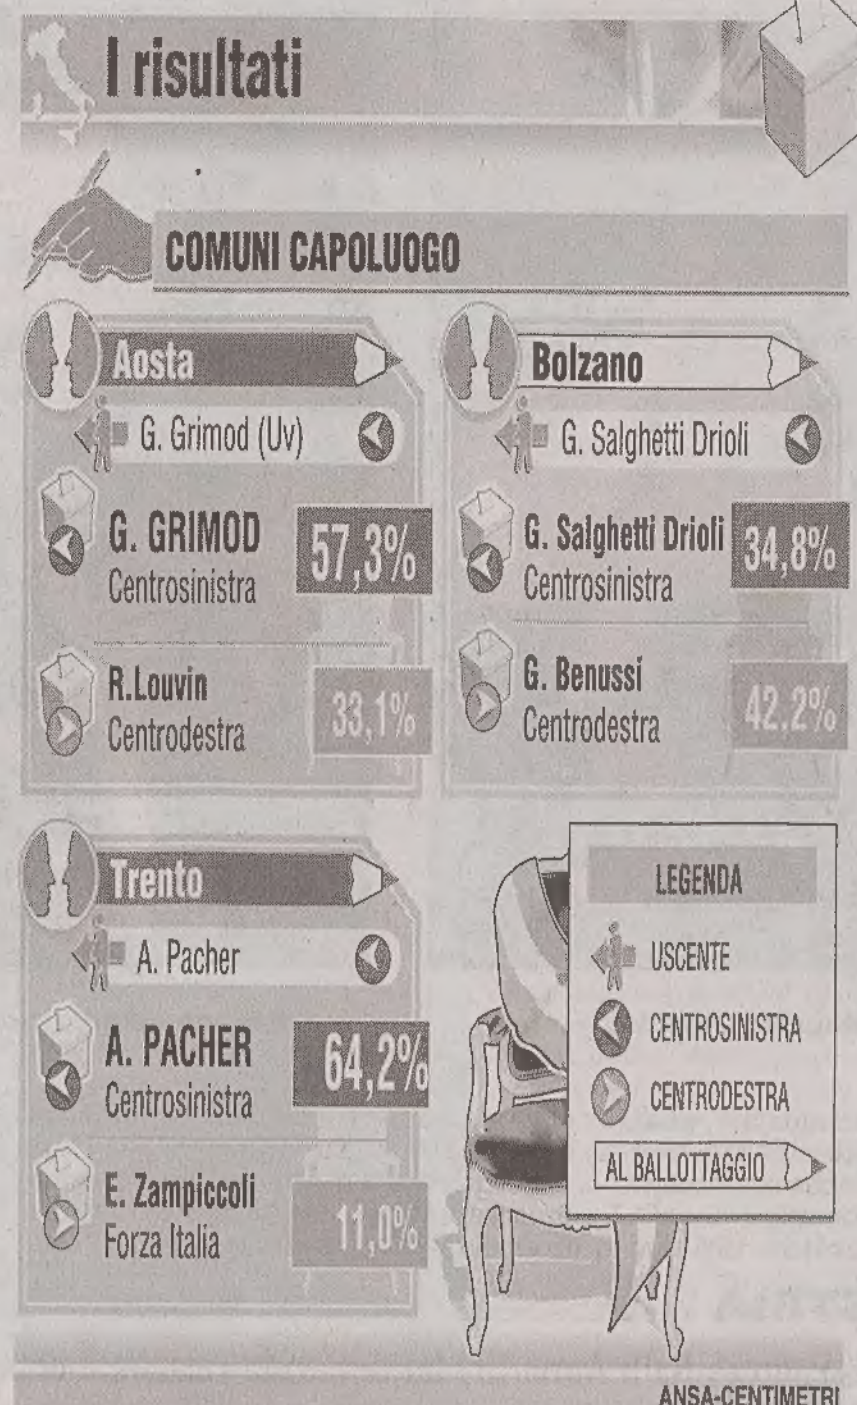 I risultati
COMUNI CAPOLUOGO
Aosta
G. Grimod (Uv)
G. GRIMOD
Centrosinistra
57,3%
R.Louvin
Centrodestra
33,1%
Bolzano
G. Salghetti Drioli
G. Salghetti Drioli
Centrosinistra
34,8%
G. Benussi
Centrodestra
42,2%
Trento
A. Pacher
A. PACHER
Centrosinistra
64,2%
E. Zampiccoli
Forza Italia
11,0%
LEGENDA
USCENTE
CENTROSINISTRA
CENTRODESTRA
AL BALLOTTAGGIO
ANSA-CENTIMETRI